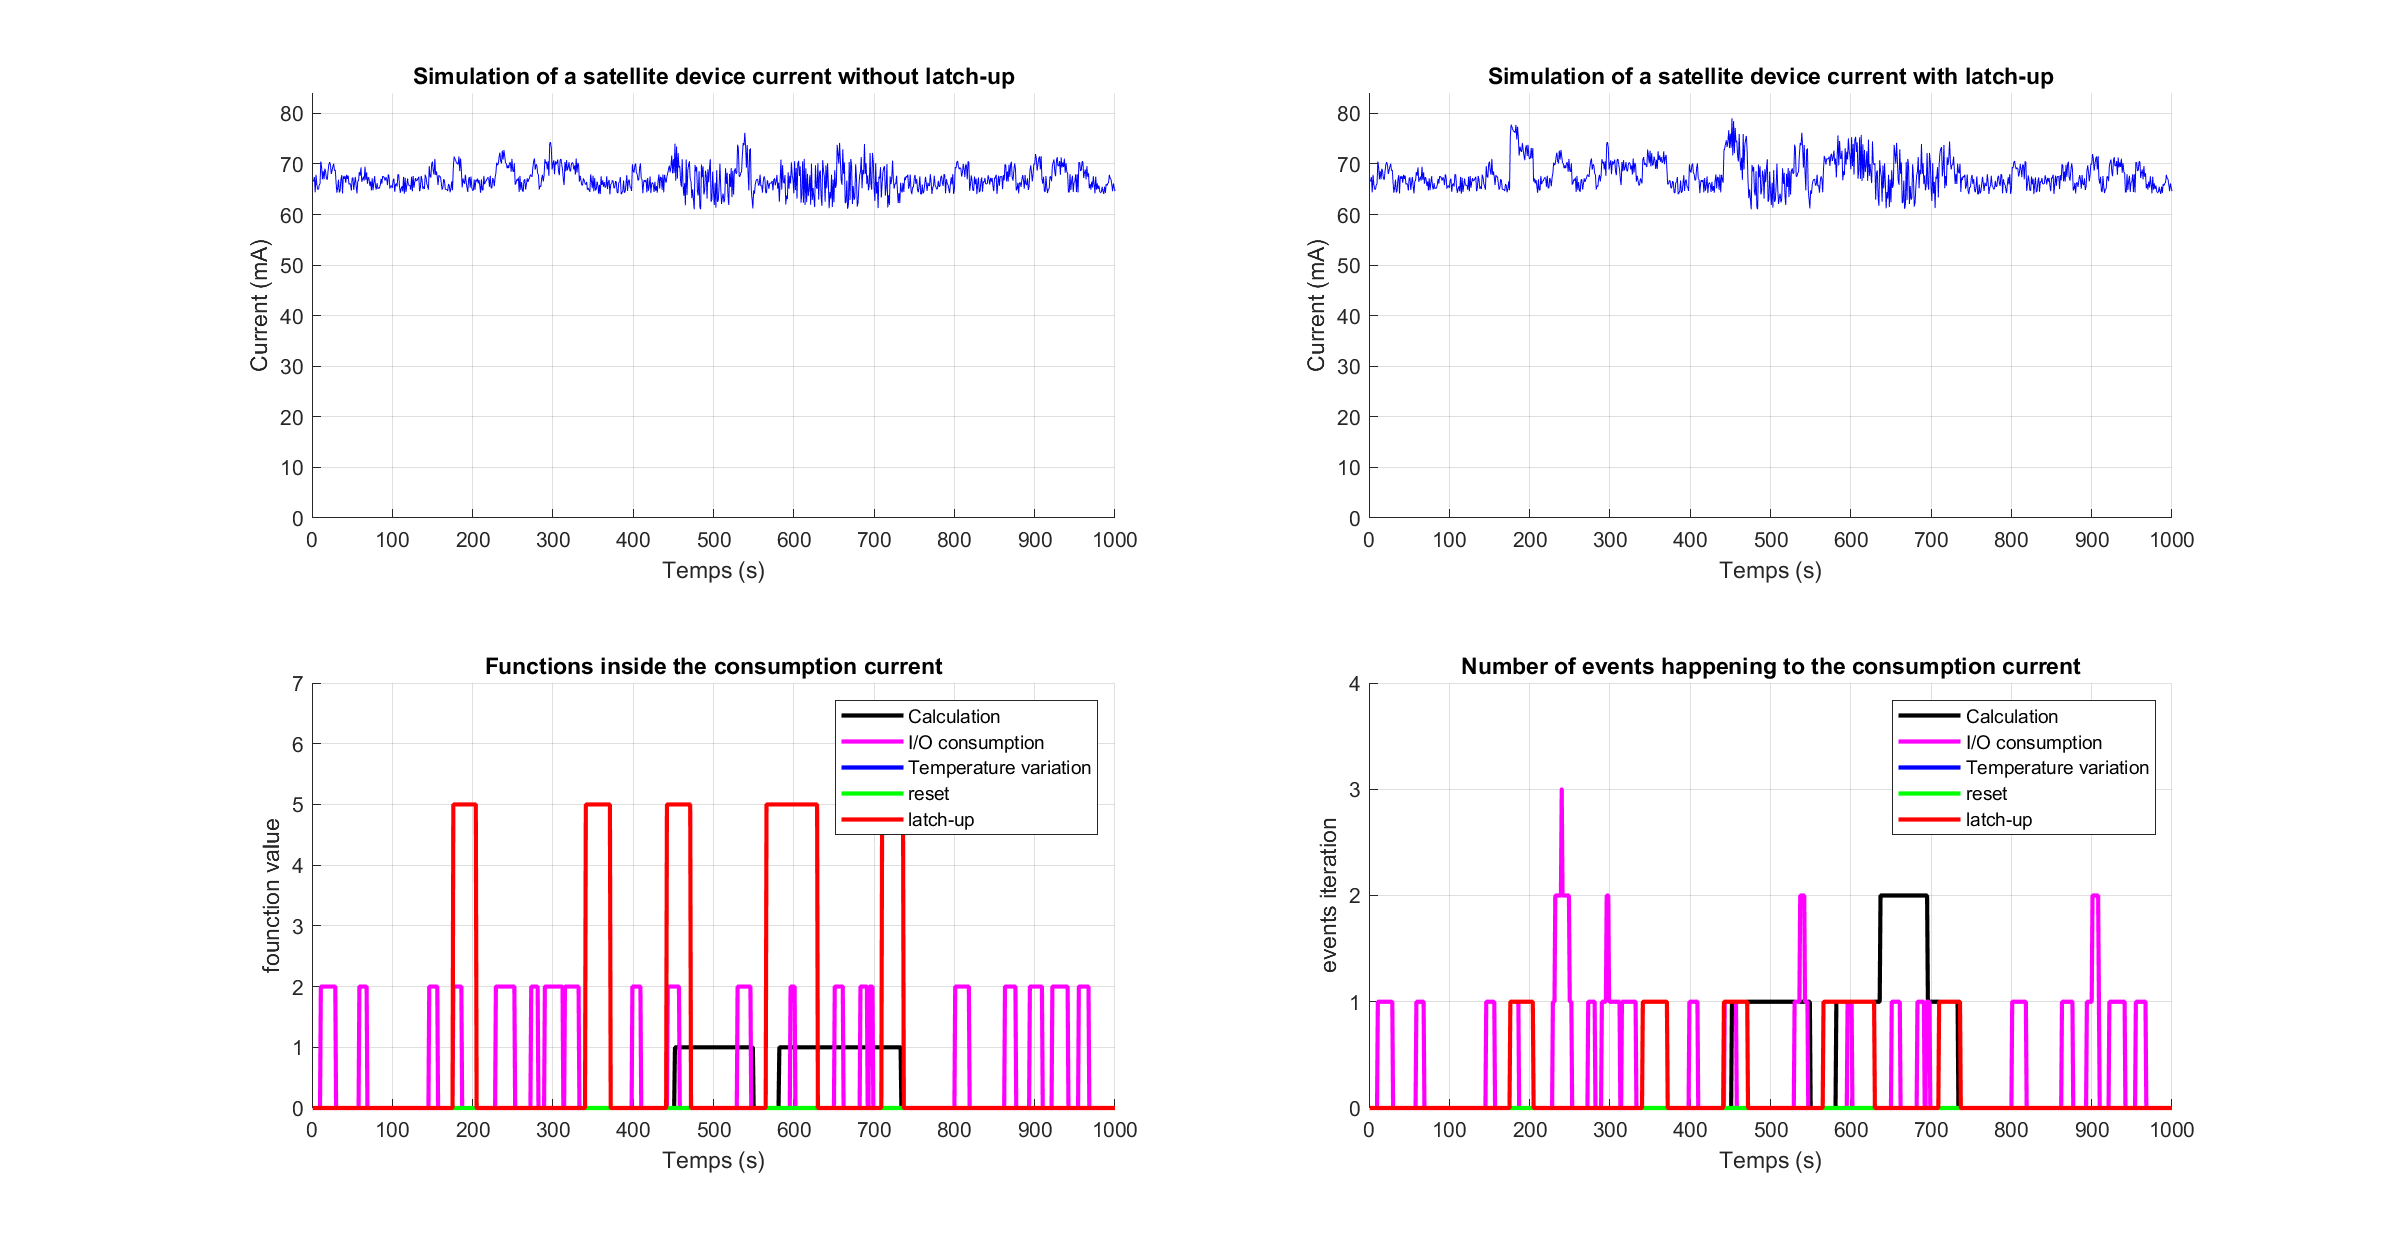 Simulation of a satellite device current without latch-up
80
70
60
50
40
30
20
10
0
Current (mA)
0 100 200 300 400 500 600 700 800 900 1000
Temps (s)
Simulation of a satellite device current with latch-up
80
70
60
50
40
30
20
10
0
Current (mA)
0 100 200 300 400 500 600 700 800 900 1000
Temps (s)
Functions inside the consumption current
7
6
5
4
3
2
1
0
founction value
Calculation
I/O consumption
Temperature variation
reset
latch-up
0 100 200 300 400 500 600 700 800 900 1000
Temps (s)
Number of events happening to the consumption current
4
3
2
1
0
events iteration
Calculation
I/O consumption
Temperature variation
reset
latch-up
0 100 200 300 400 500 600 700 800 900 1000
Temps (s)